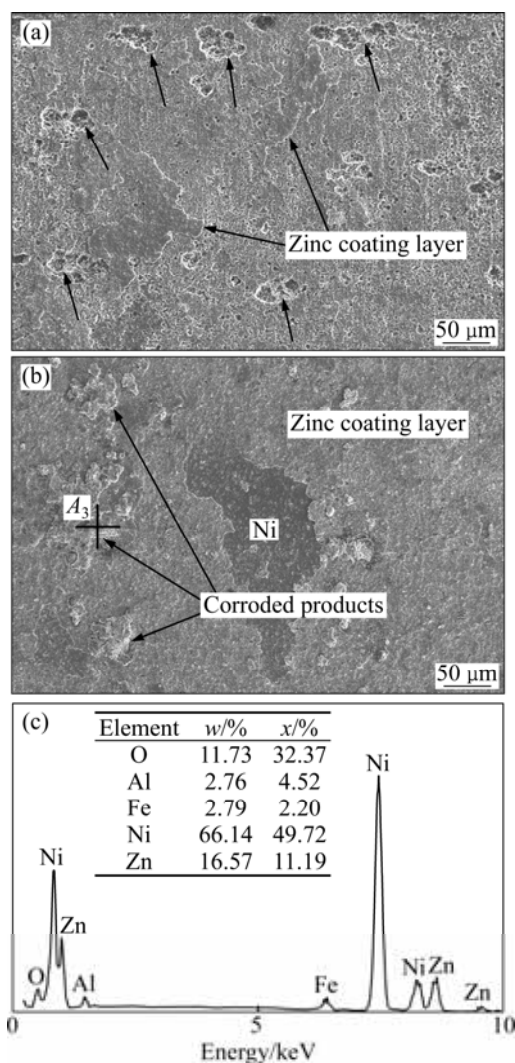 (a)
Zinc coating layer
50 μm
(b)
Zinc coating layer
A3
Ni
Corroded products
50 μm
(c)
Element w/% x/%
O 11.73 32.37
Al 2.76 4.52
Fe 2.79 2.20
Ni 66.14 49.72
Zn 16.57 11.19
Ni
Ni
Zn
O
Al
Fe
Ni
Zn
Zn
0 5 10
Energy/keV